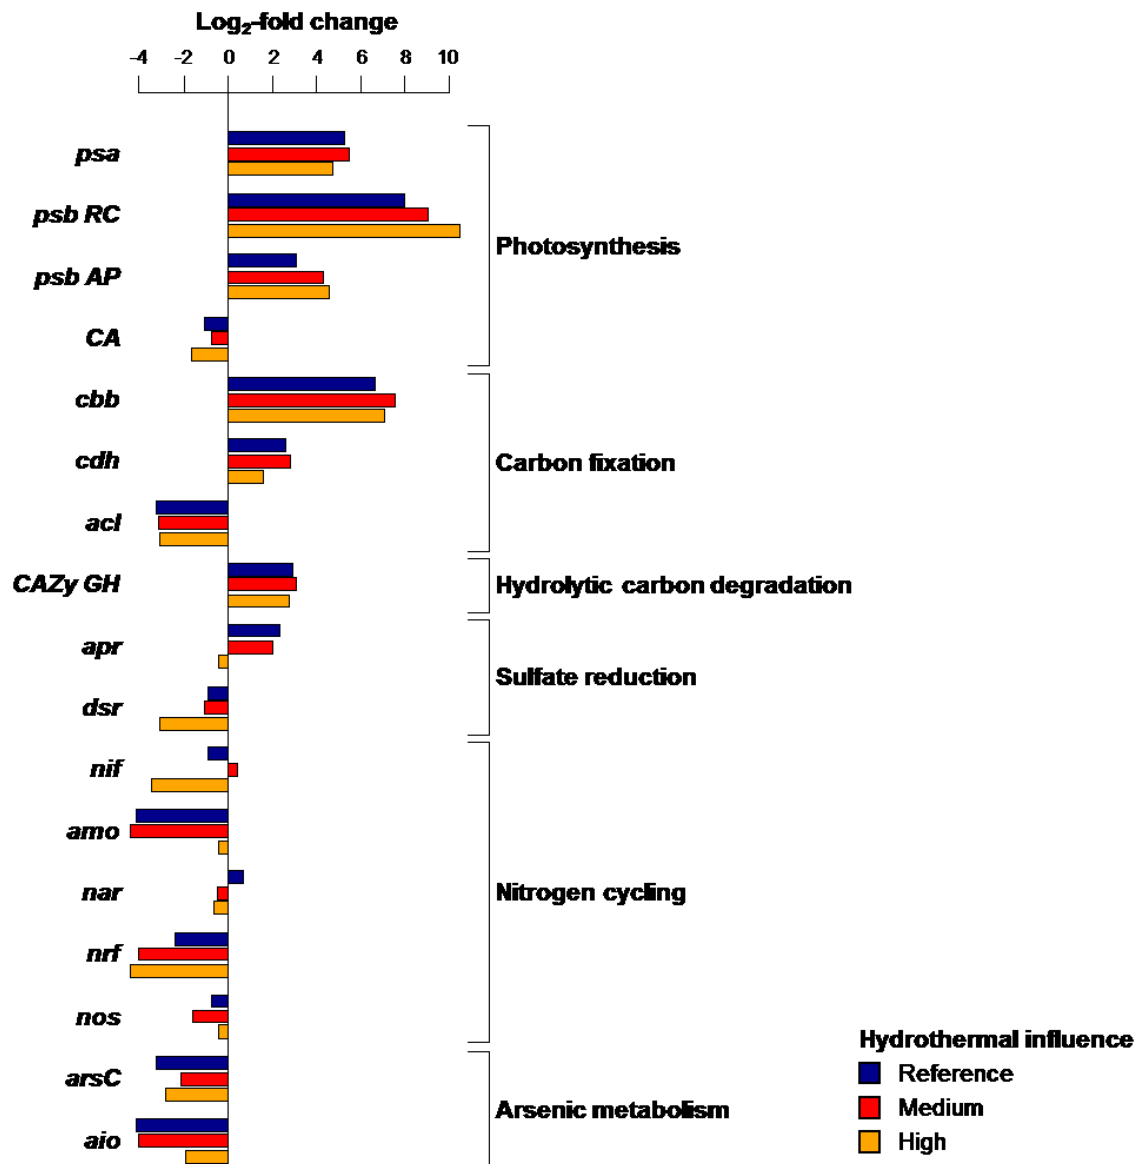 Log2-fold change
-4 -2 0 2 4 6 8 10
psa
psb RC
psb AP
CA
Photosynthesis
cbb
cdh
acl
Carbon fixation
CAZy GH
Hydrolytic carbon degradation
apr
dsr
Sulfate reduction
nif
amo
nar
nrf
nos
Nitrogen cycling
arsC
aio
Arsenic metabolism
Hydrothermal influence
Reference
Medium
High